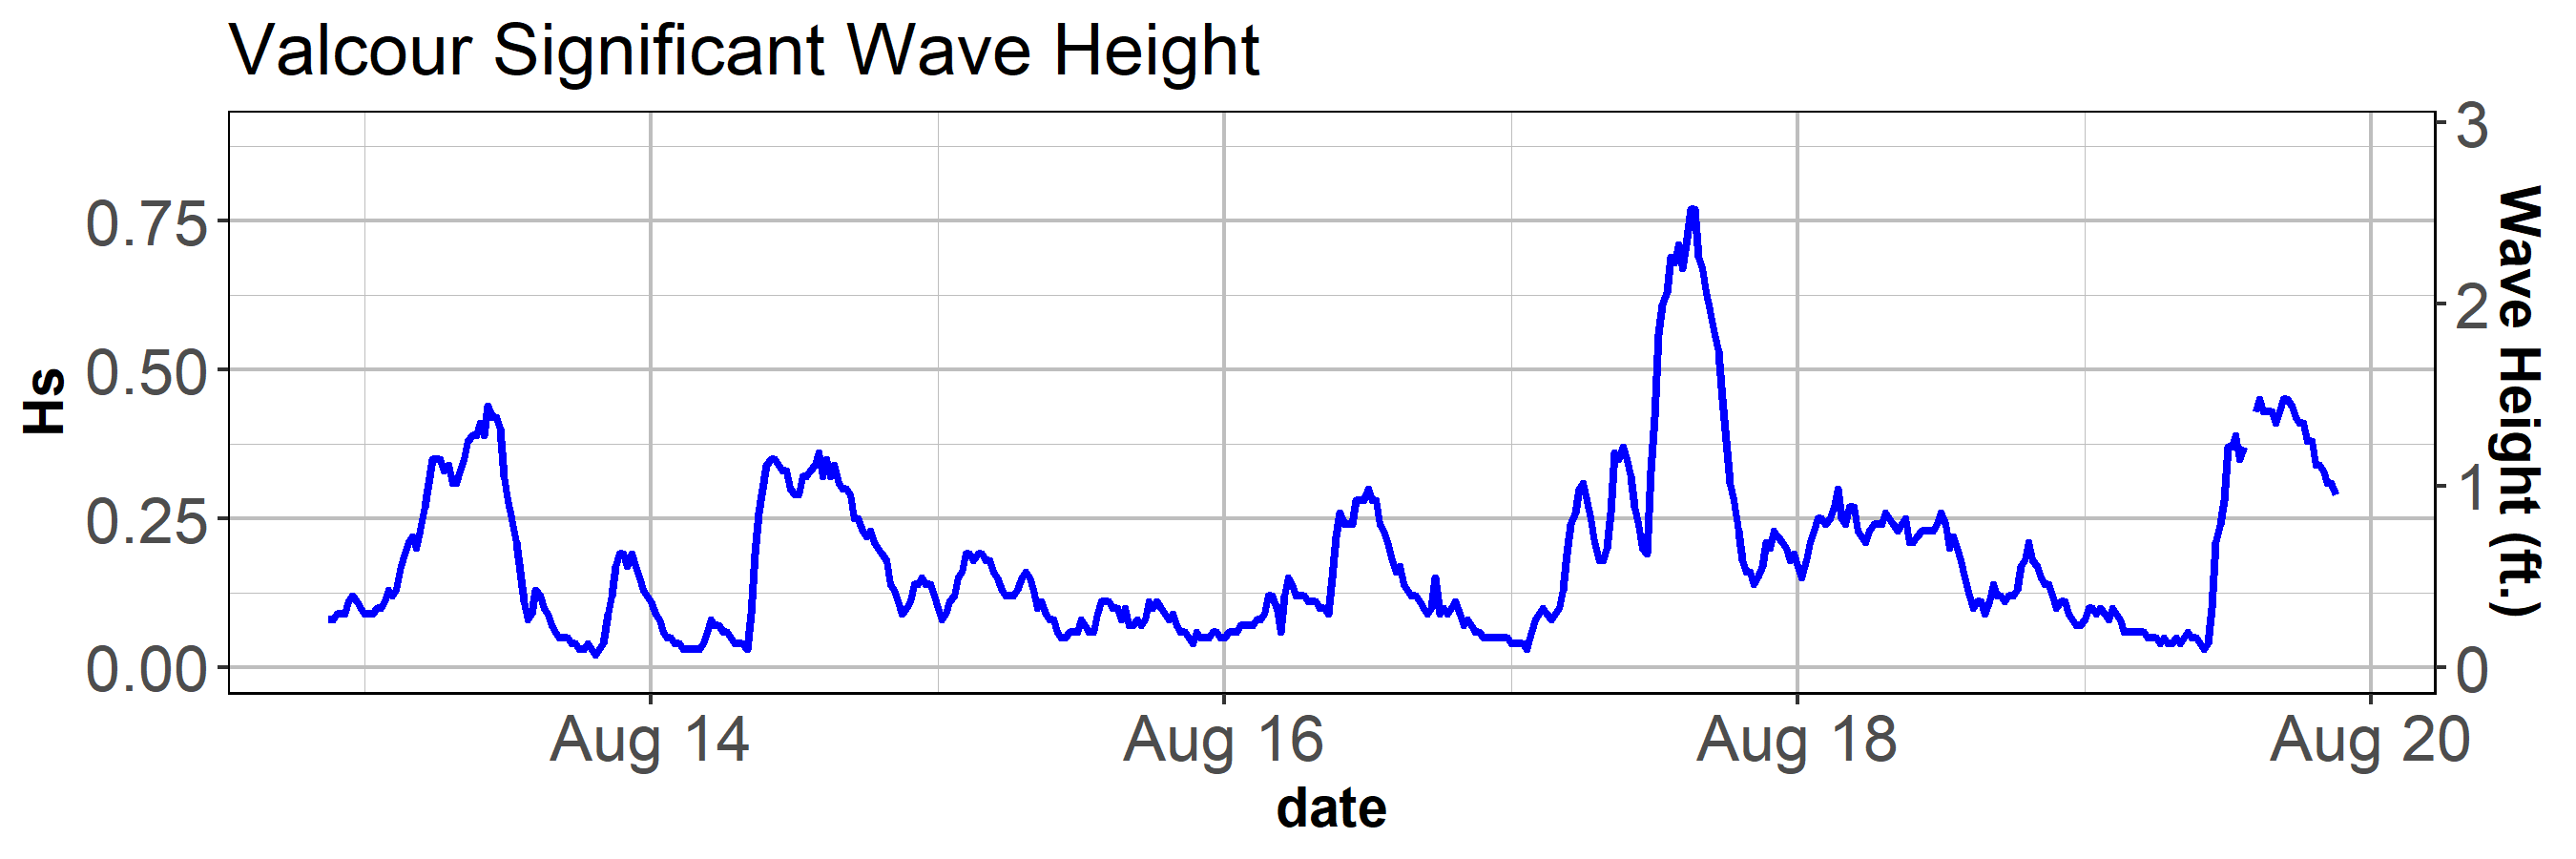 Valcour Significant Wave Height
Hs
0.75
0.50
0.25
0.00
3
2
1
0
Wave Height (ft.)
Aug 14
Aug 16
Aug 18
Aug 20
date